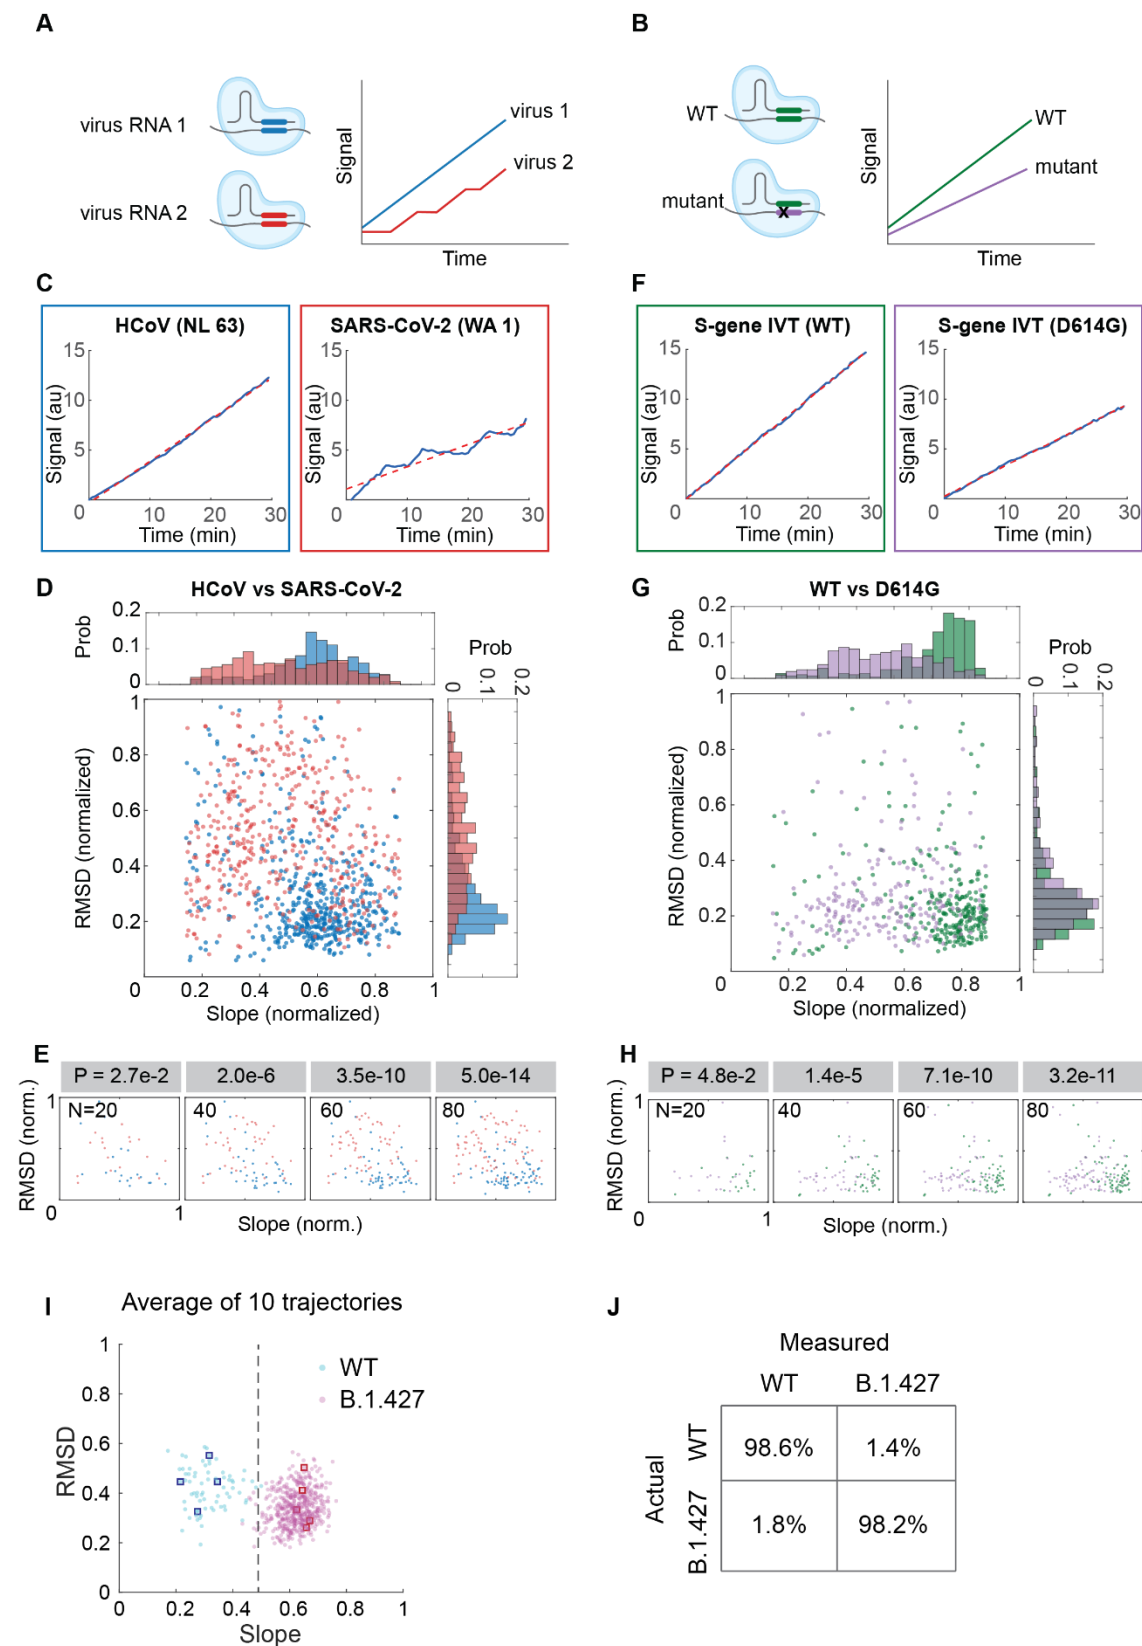 A
virus RNA 1
virus RNA 2
Signal
virus 1
virus 2
Time
B
WT
mutant
X
Signal
WT
mutant
Time
C
HCoV (NL 63)
15
10
5
0
10
20
30
Signal (au)
Time (min)
SARS-CoV-2 (WA 1)
15
10
5
0
10
20
30
Signal (au)
Time (min)
F
S-gene IVT (WT)
15
10
5
0
10
20
30
Signal (au)
Time (min)
S-gene IVT (D614G)
15
10
5
0
10
20
30
Signal (au)
Time (min)
D
HCoV vs SARS-CoV-2
Prob
0.2
0.1
0
Prob
0
0.1
0.2
RMSD (normalized)
1
0.8
0.6
0.4
0.2
0
0.2
0.4
0.6
0.8
1
Slope (normalized)
G
WT vs D614G
Prob
0.2
0.1
0
Prob
0
0.1
0.2
RMSD (normalized)
1
0.8
0.6
0.4
0.2
0
0.2
0.4
0.6
0.8
1
Slope (normalized)
E
P = 2.7e-2
2.0e-6
3.5e-10
5.0e-14
RMSD (norm.)
1
N=20
40
60
80
0
1
Slope (norm.)
H
P = 4.8e-2
1.4e-5
7.1e-10
3.2e-11
RMSD (norm.)
1
N=20
40
60
80
0
1
Slope (norm.)
I
Average of 10 trajectories
RMSD
1
0.8
0.6
0.4
0.2
0
WT
B.1.427
0
0.2
0.4
0.6
0.8
1
Slope
J
Measured
WT
B.1.427
Actual
WT
98.6%
1.4%
B.1.427
1.8%
98.2%